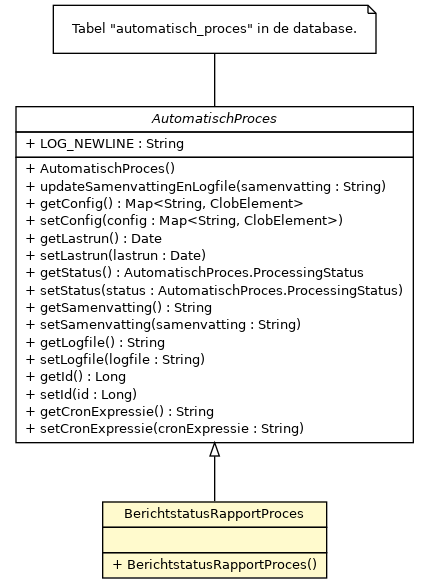 Tabel "automatisch_proces" in de database.
AutomatischProces
+ LOG_NEWLINE : String
+ AutomatischProces()
+ updateSamenvattingEnLogfile(samenvatting : String)
+ getConfig() : Map<String, ClobElement>
+ setConfig(config : Map<String, ClobElement>)
+ getLastrun() : Date
+ setLastrun(lastrun : Date)
+ getStatus() : AutomatischProces.ProcessingStatus
+ setStatus(status : AutomatischProces.ProcessingStatus)
+ getSamenvatting() : String
+ setSamenvatting(samenvatting : String)
+ getLogfile() : String
+ setLogfile(logfile : String)
+ getId() : Long
+ setId(id : Long)
+ getCronExpressie() : String
+ setCronExpressie(cronExpressie : String)
BerichtstatusRapportProces
+ BerichtstatusRapportProces()